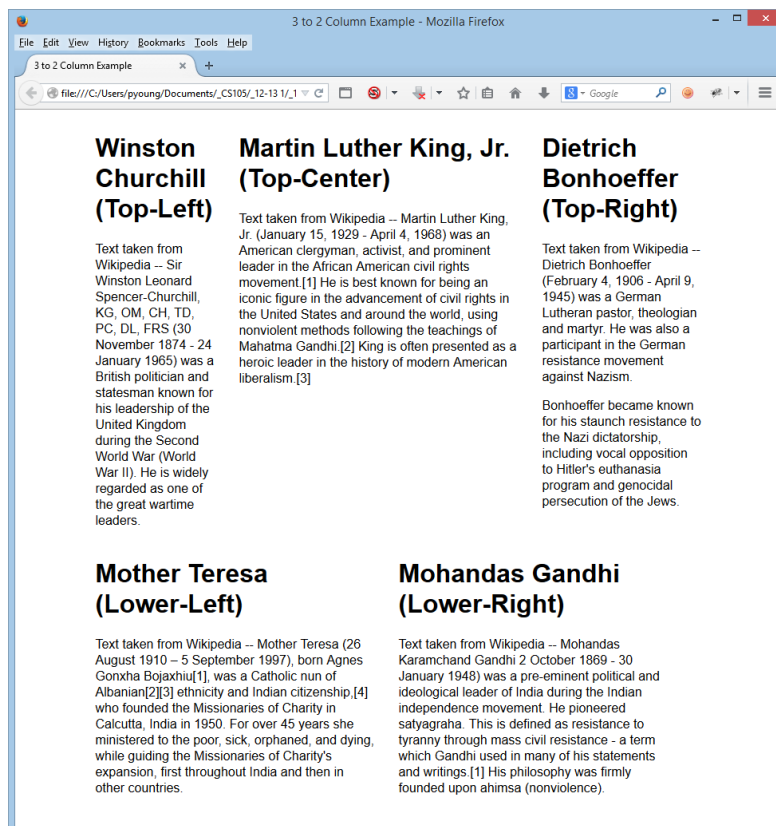 3 to 2 Column Example - Mozilla Firefox
File Edit View History Bookmarks Tools Help
3 to 2 Column Example × +
file:///C:/Users/pyoung/Documents/_CS105/_12-13 1/_1
8 - Google
Winston
Churchill
(Top-Left)
Text taken from
Wikipedia -- Sir
Winston Leonard
Spencer-Churchill,
KG, OM, CH, TD,
PC, DL, FRS (30
November 1874 - 24
January 1965) was a
British politician and
statesman known for
his leadership of the
United Kingdom
during the Second
World War (World
War II). He is widely
regarded as one of
the great wartime
leaders.
Martin Luther King, Jr.
(Top-Center)
Text taken from Wikipedia -- Martin Luther King,
Jr. (January 15, 1929 - April 4, 1968) was an
American clergyman, activist, and prominent
leader in the African American civil rights
movement.[1] He is best known for being an
iconic figure in the advancement of civil rights in
the United States and around the world, using
nonviolent methods following the teachings of
Mahatma Gandhi.[2] King is often presented as a
heroic leader in the history of modern American
liberalism.[3]
Dietrich
Bonhoeffer
(Top-Right)
Text taken from Wikipedia --
Dietrich Bonhoeffer
(February 4, 1906 - April 9,
1945) was a German
Lutheran pastor, theologian
and martyr. He was also a
participant in the German
resistance movement
against Nazism.
Bonhoeffer became known
for his staunch resistance to
the Nazi dictatorship,
including vocal opposition
to Hitler's euthanasia
program and genocidal
persecution of the Jews.
Mother Teresa
(Lower-Left)
Text taken from Wikipedia -- Mother Teresa (26
August 1910 – 5 September 1997), born Agnes
Gonxha Bojaxhiu[1], was a Catholic nun of
Albanian[2][3] ethnicity and Indian citizenship,[4]
who founded the Missionaries of Charity in
Calcutta, India in 1950. For over 45 years she
ministered to the poor, sick, orphaned, and dying,
while guiding the Missionaries of Charity's
expansion, first throughout India and then in
other countries.
Mohandas Gandhi
(Lower-Right)
Text taken from Wikipedia -- Mohandas
Karamchand Gandhi 2 October 1869 - 30
January 1948) was a pre-eminent political and
ideological leader of India during the Indian
independence movement. He pioneered
satyagraha. This is defined as resistance to
tyranny through mass civil resistance - a term
which Gandhi used in many of his statements
and writings.[1] His philosophy was firmly
founded upon ahimsa (nonviolence).